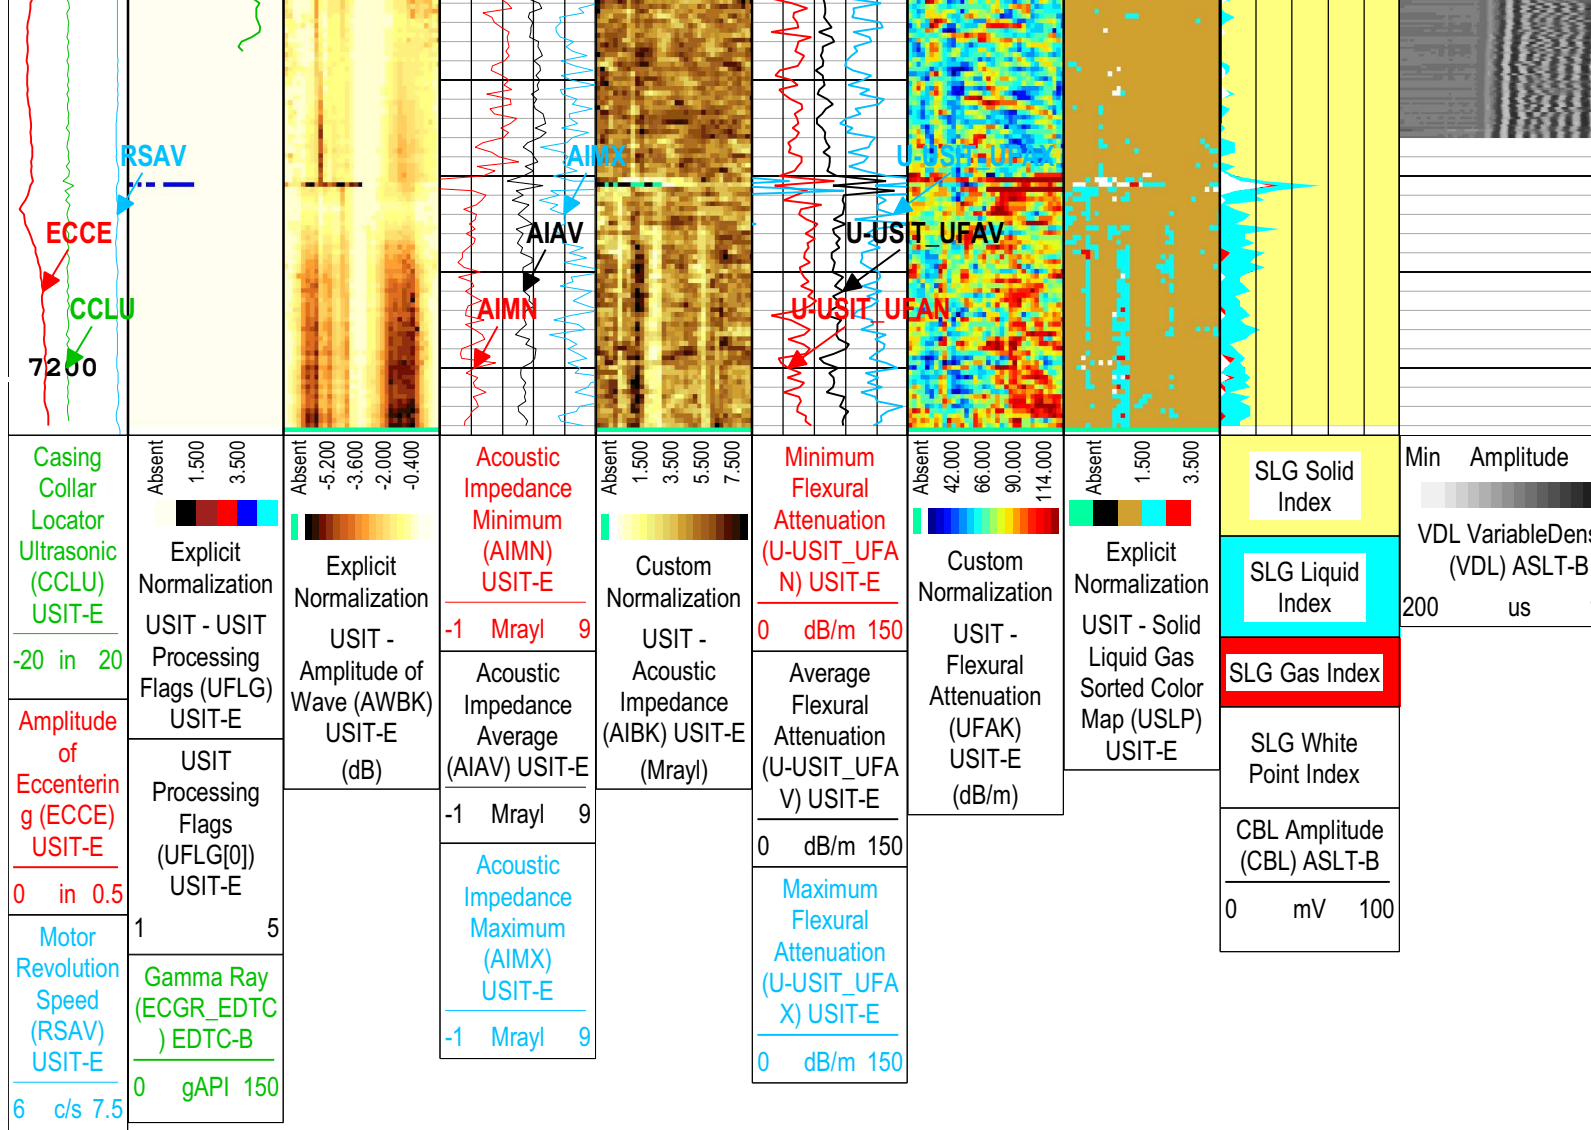 RSAV
AIMX
U-USIT_UFAX
ECCE
AIAV
U-USIT_UFAV
CCLU
AIMN
U-USIT_UFAN
7200
Casing
Collar
Locator
Ultrasonic
(CCLU)
USIT-E
-20 in 20
Amplitude
of
Eccenterin
g (ECCE)
USIT-E
0 in 0.5
Motor
Revolution
Speed
(RSAV)
USIT-E
6 c/s 7.5
Absent 1.500 3.500
Explicit
Normalization
USIT - USIT
Processing
Flags (UFLG)
USIT-E
USIT
Processing
Flags
(UFLG[0])
USIT-E
1 5
Gamma Ray
(ECGR_EDTC
) EDTC-B
0 gAPI 150
Absent -5.200 -3.600 -2.000 -0.400
Explicit
Normalization
USIT -
Amplitude of
Wave (AWBK)
USIT-E
(dB)
Acoustic
Impedance
Minimum
(AIMN)
USIT-E
-1 Mrayl 9
Acoustic
Impedance
Average
(AIAV) USIT-E
-1 Mrayl 9
Acoustic
Impedance
Maximum
(AIMX)
USIT-E
-1 Mrayl 9
Absent 1.500 3.500 5.500 7.500
Custom
Normalization
USIT -
Acoustic
Impedance
(AIBK) USIT-E
(Mrayl)
Minimum
Flexural
Attenuation
(U-USIT_UFA
N) USIT-E
0 dB/m 150
Average
Flexural
Attenuation
(U-USIT_UFA
V) USIT-E
0 dB/m 150
Maximum
Flexural
Attenuation
(U-USIT_UFA
X) USIT-E
0 dB/m 150
Absent 42.000 66.000 90.000 114.000
Custom
Normalization
USIT -
Flexural
Attenuation
(UFAK)
USIT-E
(dB/m)
Absent 1.500 3.500
Explicit
Normalization
USIT - Solid
Liquid Gas
Sorted Color
Map (USLP)
USIT-E
SLG Solid
Index
SLG Liquid
Index
SLG Gas Index
SLG White
Point Index
CBL Amplitude
(CBL) ASLT-B
0 mV 100
Min Amplitude
VDL VariableDens
(VDL) ASLT-B
200 us